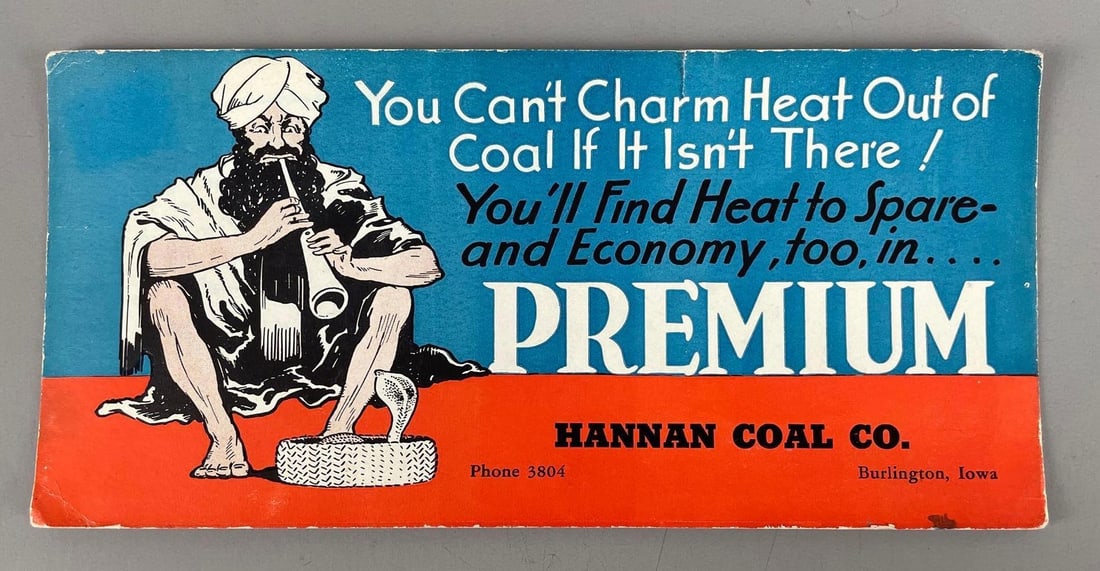 You Can't Charm Heat Out of
Coal If It Isn't There!
You'll Find Heat to Spare-
and Economy, too, in....
PREMIUM
HANNAN COAL CO.
Phone 3804 Burlington, Iowa